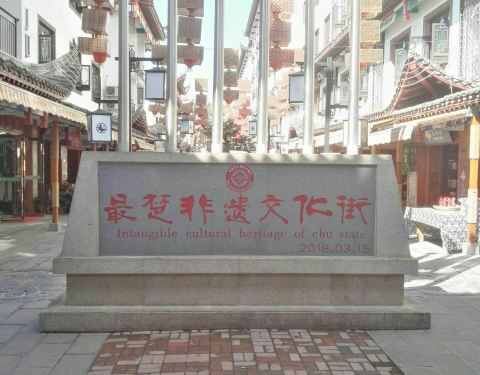 最楚非遗文化街
Intangible cultural heritage of chu state
2018.03.15